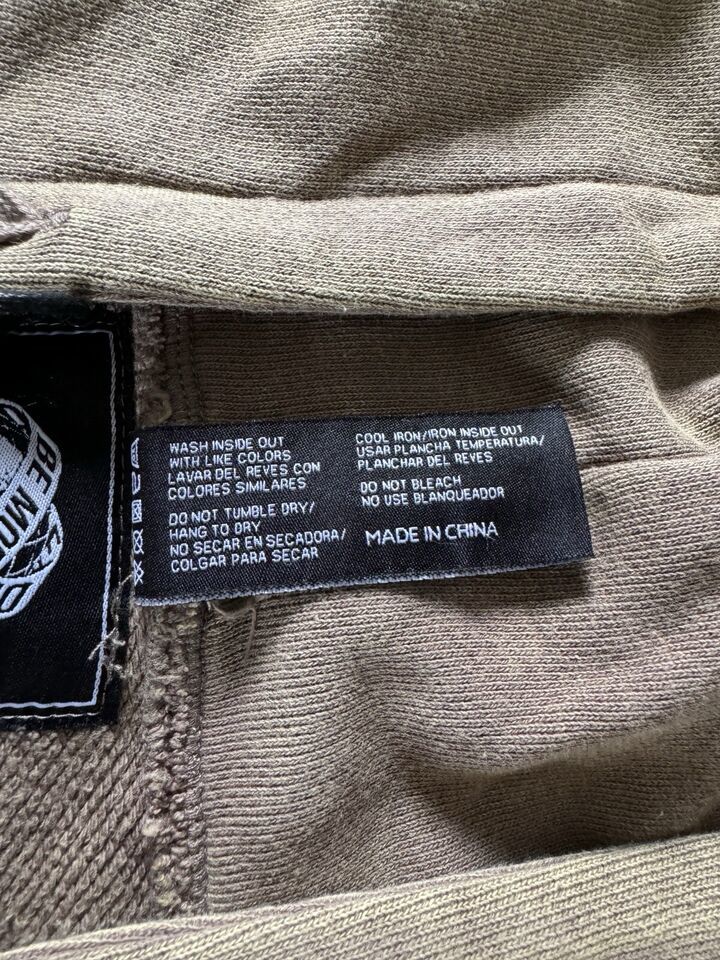 BE MO
WASH INSIDE OUT
WITH LIKE COLORS
LAVAR DEL REVES CON
COLORES SIMILARES
DO NOT TUMBLE DRY/
HANG TO DRY
NO SECAR EN SECADORA/
COLGAR PARA SECAR
COOL IRON/IRON INSIDE OUT
USAR PLANCHA TEMPERATURA/
PLANCHAR DEL REVES
DO NOT BLEACH
NO USE BLANQUEADOR
MADE IN CHINA